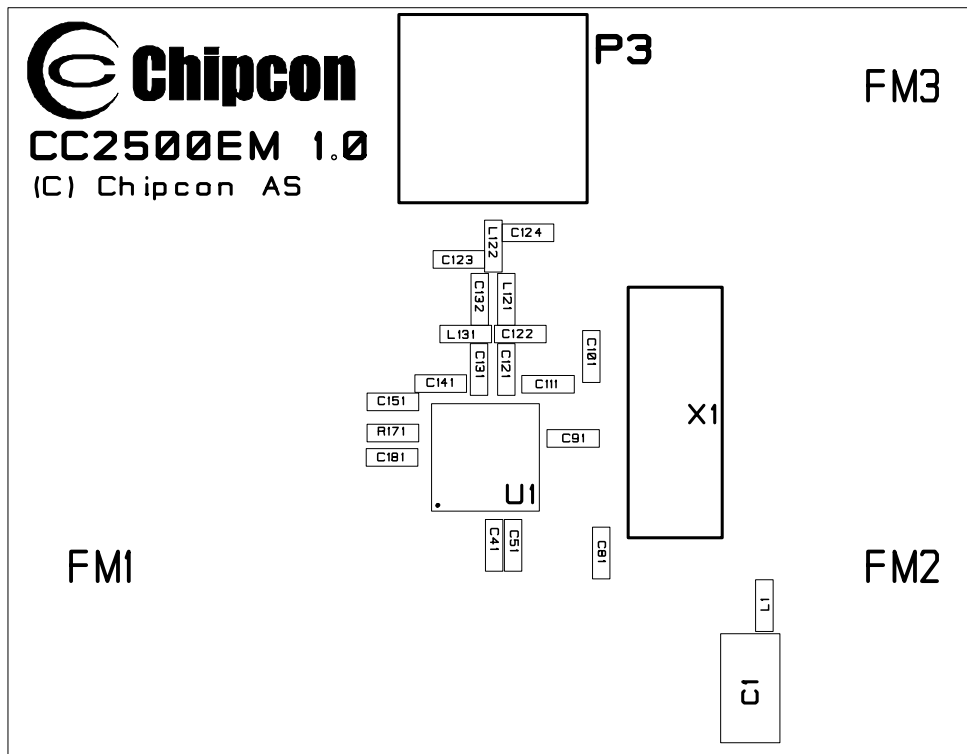 Chipcon
P3
FM3
CC2500EM 1.0
(C) Chipcon AS
L122
C124
C123
C132
L121
L131
C122
C101
C131
C121
C141
C111
C151
X1
R171
C91
C181
U1
C41
C51
C81
FM1
FM2
L1
C1